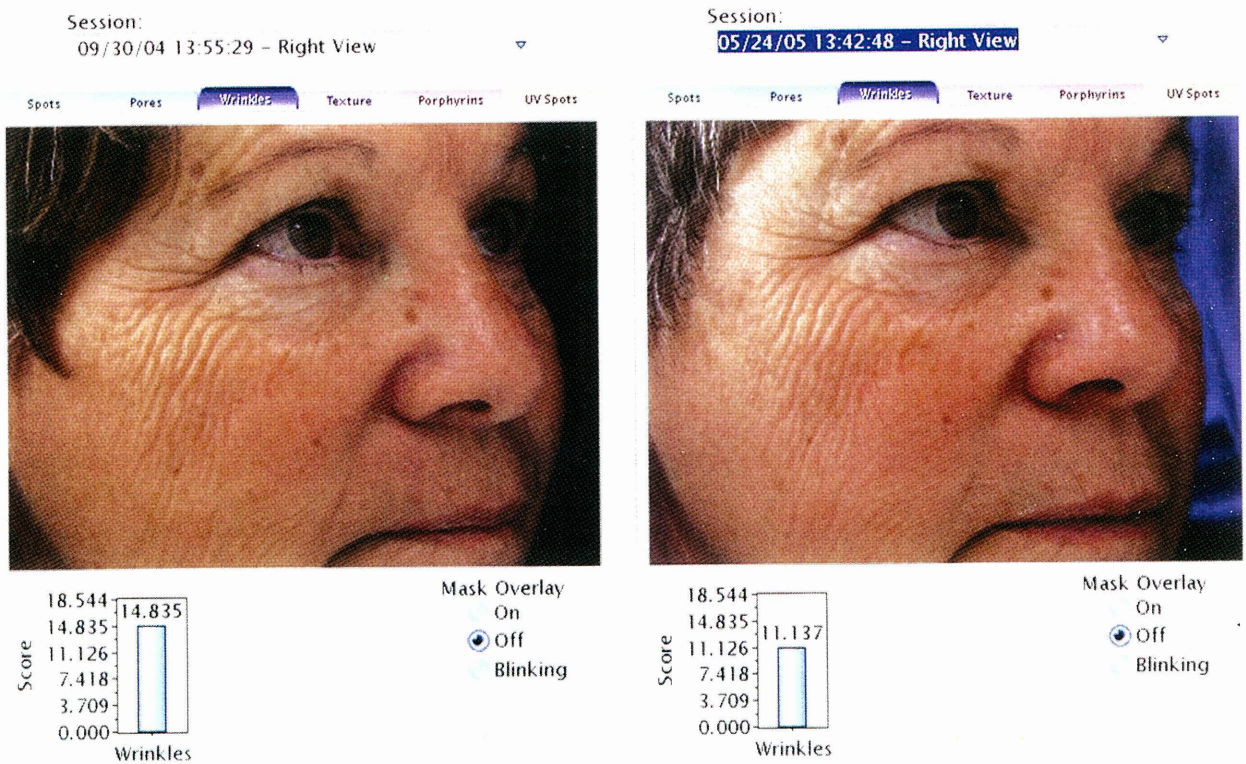 Session:
09/30/04 13:55:29 – Right View
Spots Pores Wrinkles Texture Porphyrins UV Spots
Mask Overlay
On
Off
Blinking
Score
18.544
14.835
11.126
7.418
3.709
0.000
14.835
Wrinkles
Session:
05/24/05 13:42:48 – Right View
Spots Pores Wrinkles Texture Porphyrins UV Spots
Mask Overlay
On
Off
Blinking
Score
18.544
14.835
11.126
7.418
3.709
0.000
11.137
Wrinkles